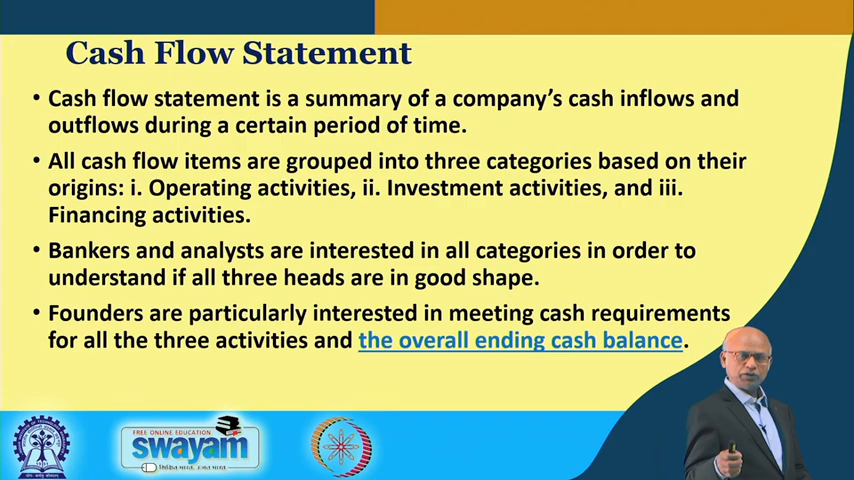 Cash Flow Statement
• Cash flow statement is a summary of a company's cash inflows and
outflows during a certain period of time.
• All cash flow items are grouped into three categories based on their
origins: i. Operating activities, ii. Investment activities, and iii.
Financing activities.
• Bankers and analysts are interested in all categories in order to
understand if all three heads are in good shape.
• Founders are particularly interested in meeting cash requirements
for all the three activities and the overall ending cash balance.
FREE ONLINE EDUCATION
swayam